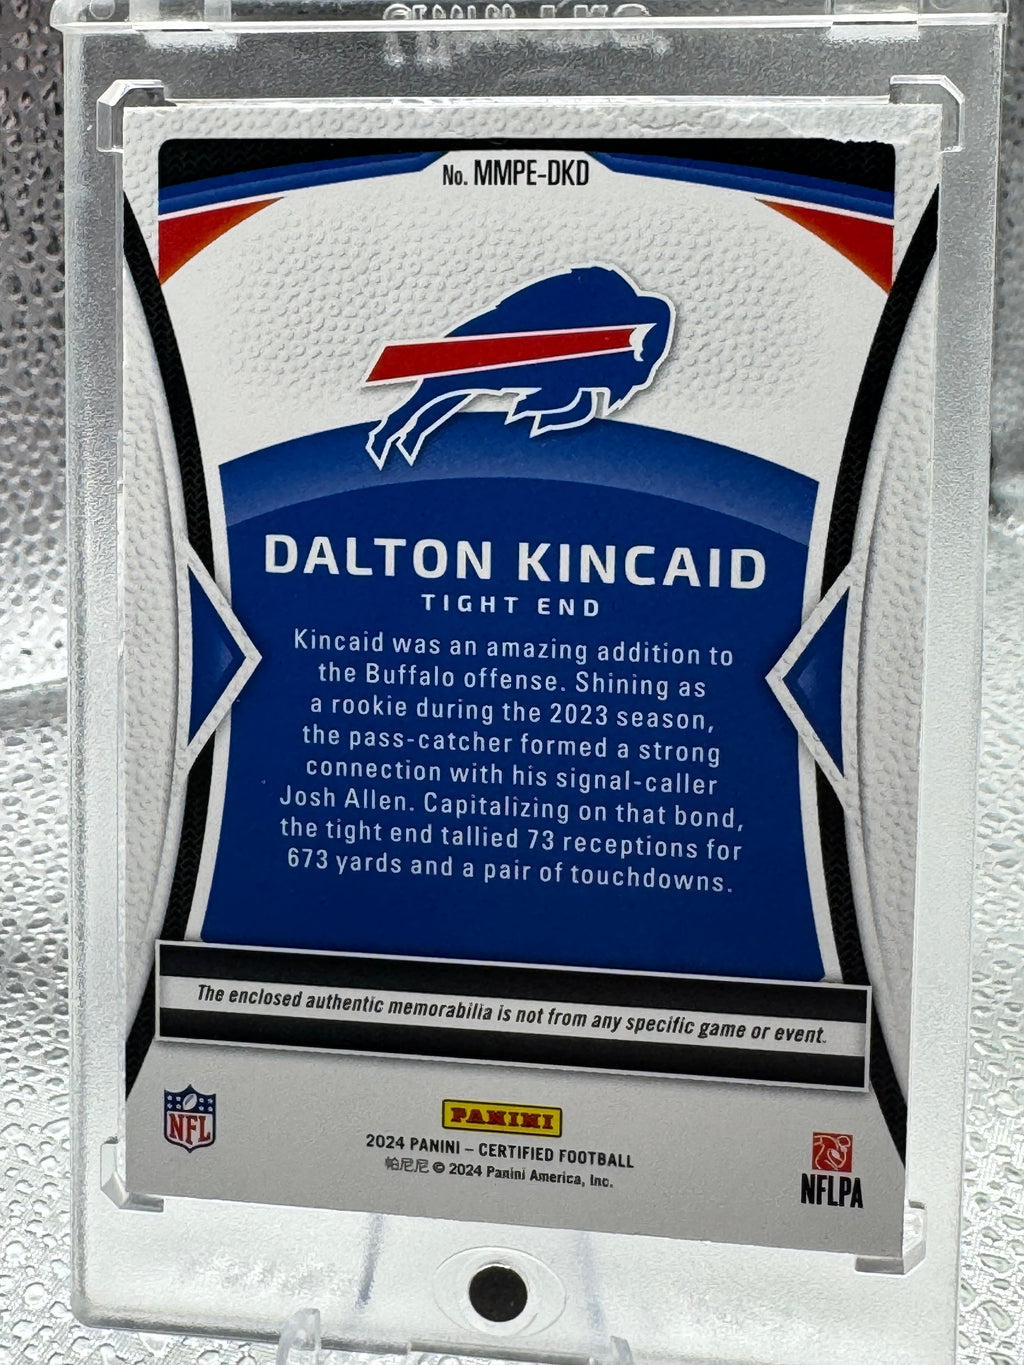 No. MMPE-DKD
DALTON KINCAID
TIGHT END
Kincaid was an amazing addition to
the Buffalo offense. Shining as
a rookie during the 2023 season,
the pass-catcher formed a strong
connection with his signal-caller
Josh Allen. Capitalizing on that bond,
the tight end tallied 73 receptions for
673 yards and a pair of touchdowns.
The enclosed authentic memorabilia is not from any specific game or event.
NFL
PANINI
2024 PANINI – CERTIFIED FOOTBALL
帕尼尼 © 2024 Panini America, Inc.
NFLPA